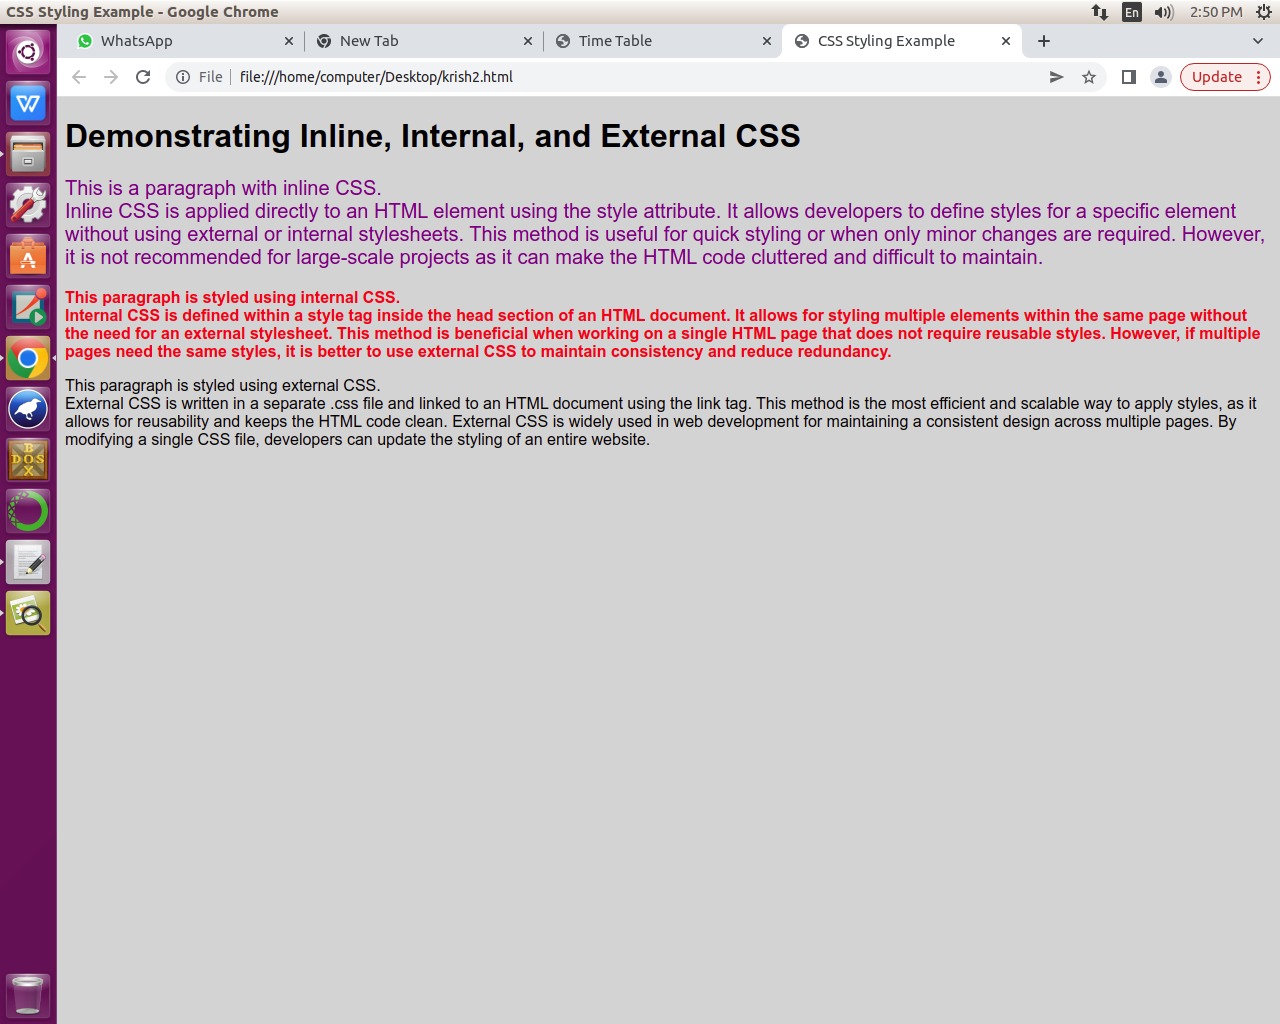 CSS Styling Example - Google Chrome
En
2:50 PM
WhatsApp
New Tab
Time Table
CSS Styling Example
File
file:///home/computer/Desktop/krish2.html
Update
Demonstrating Inline, Internal, and External CSS
This is a paragraph with inline CSS.
Inline CSS is applied directly to an HTML element using the style attribute. It allows developers to define styles for a specific element
without using external or internal stylesheets. This method is useful for quick styling or when only minor changes are required. However,
it is not recommended for large-scale projects as it can make the HTML code cluttered and difficult to maintain.
This paragraph is styled using internal CSS.
Internal CSS is defined within a style tag inside the head section of an HTML document. It allows for styling multiple elements within the same page without
the need for an external stylesheet. This method is beneficial when working on a single HTML page that does not require reusable styles. However, if multiple
pages need the same styles, it is better to use external CSS to maintain consistency and reduce redundancy.
This paragraph is styled using external CSS.
External CSS is written in a separate .css file and linked to an HTML document using the link tag. This method is the most efficient and scalable way to apply styles, as it
allows for reusability and keeps the HTML code clean. External CSS is widely used in web development for maintaining a consistent design across multiple pages. By
modifying a single CSS file, developers can update the styling of an entire website.
DOS
BOX